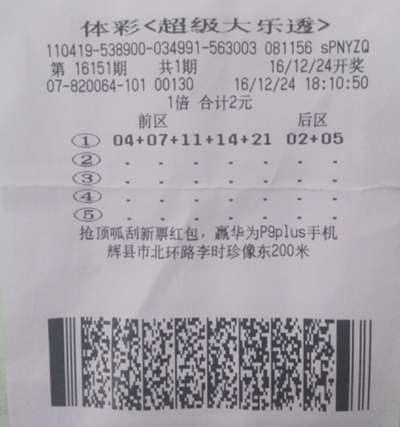 体彩<超级大乐透>
110419-538900-034991-563003 081156 sPNYZQ
第 16151期 共1期 16/12/24开奖
07-820064-101 00130 16/12/24 18:10:50
1倍 合计2元
前区 后区
① 04+07+11+14+21 02+05
② - - - - - - -
③ - - - - - - -
④ - - - - - - -
⑤ - - - - - - -
抢顶呱刮新票红包，赢华为P9plus手机
辉县市北环路李时珍像东200米